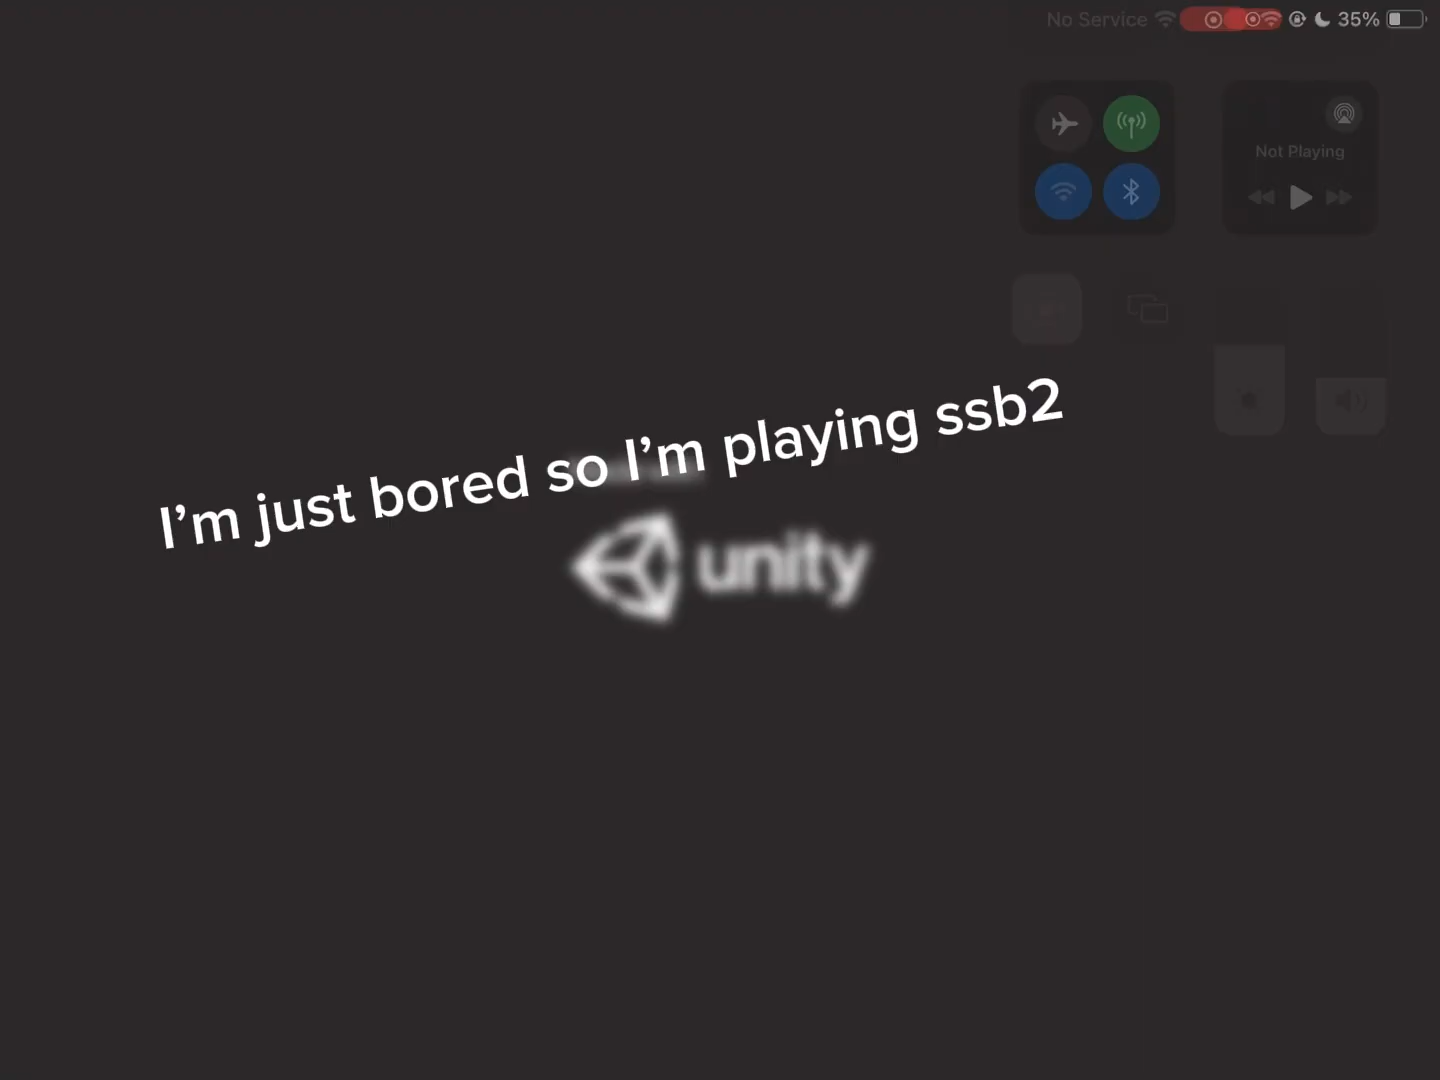 No Service 35%
Not Playing
I’m just bored so I’m playing ssb2
unity